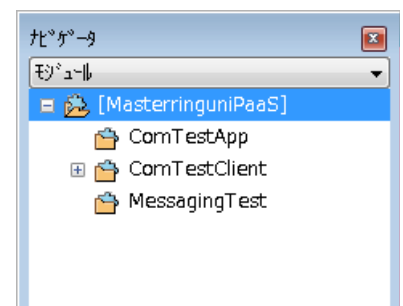 ﾅﾋﾞｹﾞｰﾀ
ﾓｼﾞｭｰﾙ
[MasterringuniPaaS]
ComTestApp
ComTestClient
MessagingTest